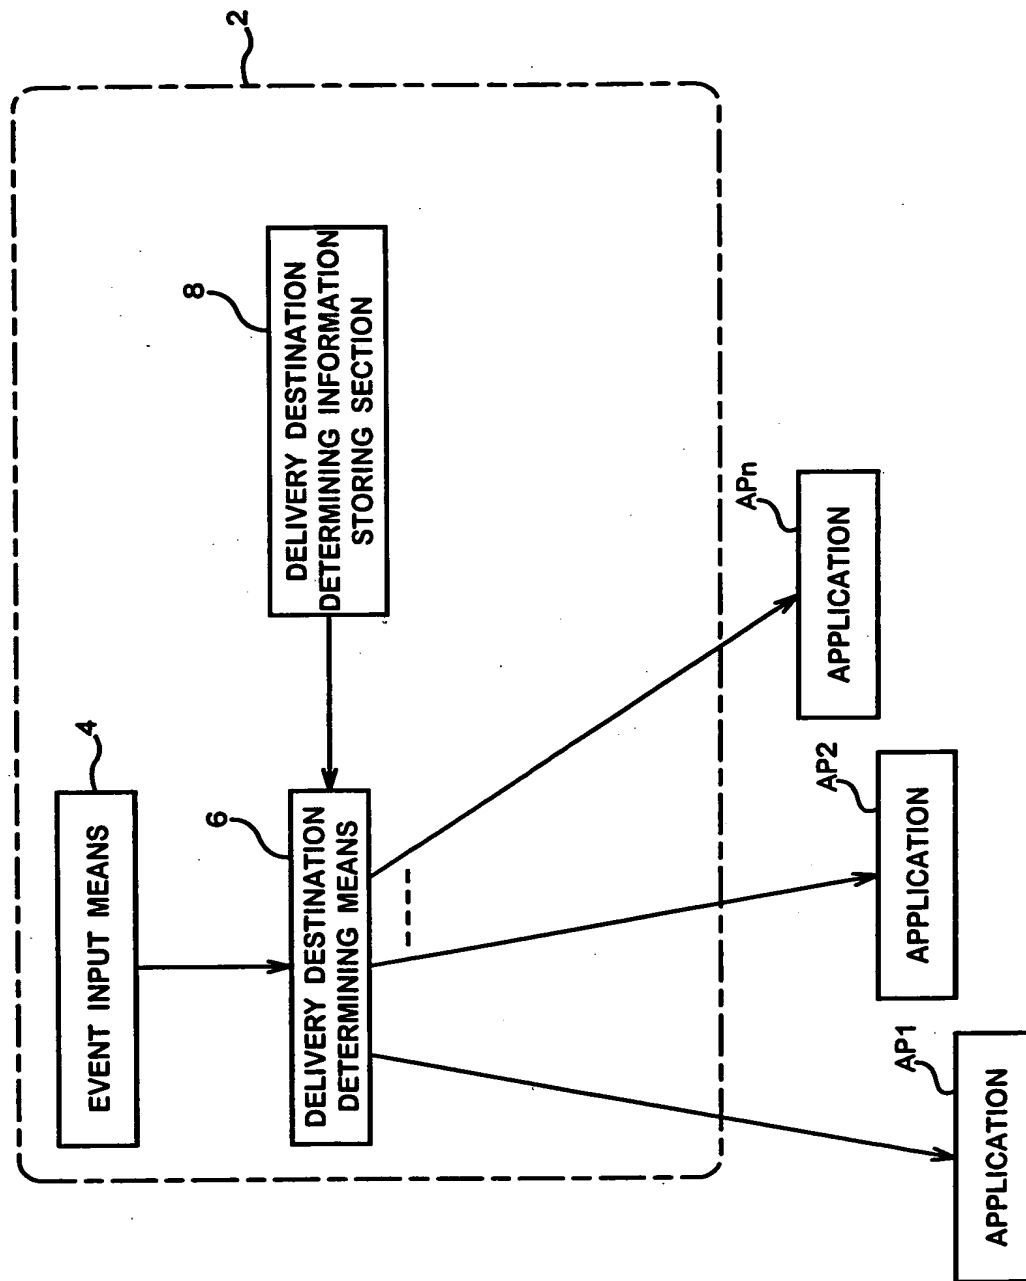 2
EVENT INPUT MEANS
4
DELIVERY DESTINATION
DETERMINING MEANS
6
DELIVERY DESTINATION
DETERMINING INFORMATION
STORING SECTION
8
APPLICATION
AP1
APPLICATION
AP2
APPLICATION
APn